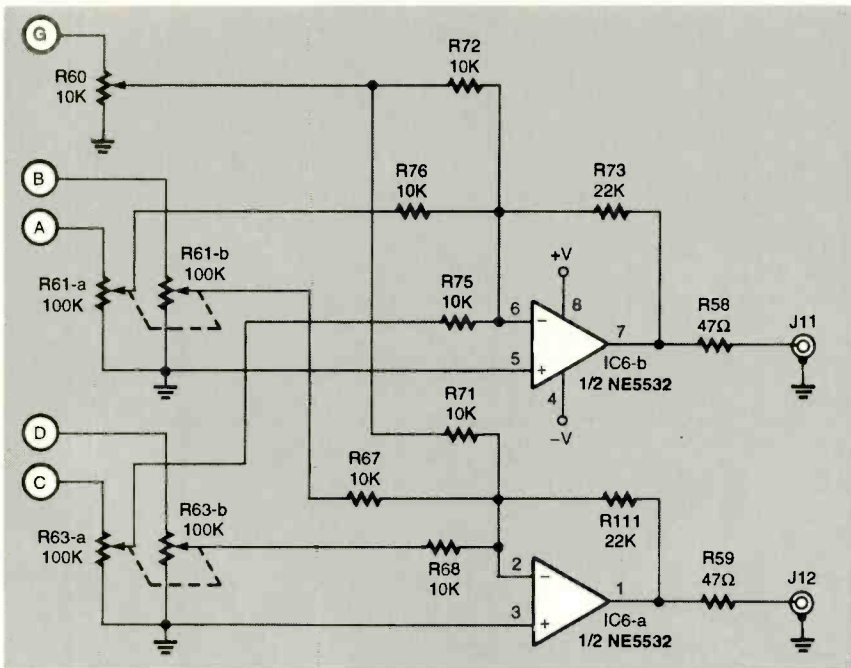 G
R60
10K
R72
10K
B
A
R76
10K
R73
22K
R61-a
100K
R61-b
100K
+V
8
R75
10K
6
−
7
5
+
IC6-b
1/2 NE5532
4
−V
R58
47Ω
J11
R71
10K
D
C
R67
10K
R63-a
100K
R63-b
100K
R111
22K
R68
10K
2
−
1
3
+
IC6-a
1/2 NE5532
R59
47Ω
J12